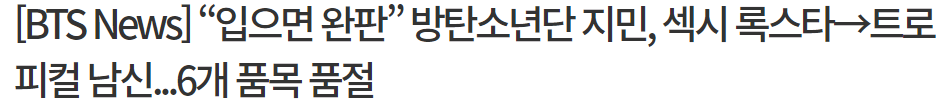 [BTS News] “입으면 완판” 방탄소년단 지민, 섹시 록스타→트로
피컬 남신...6개 품목 품절